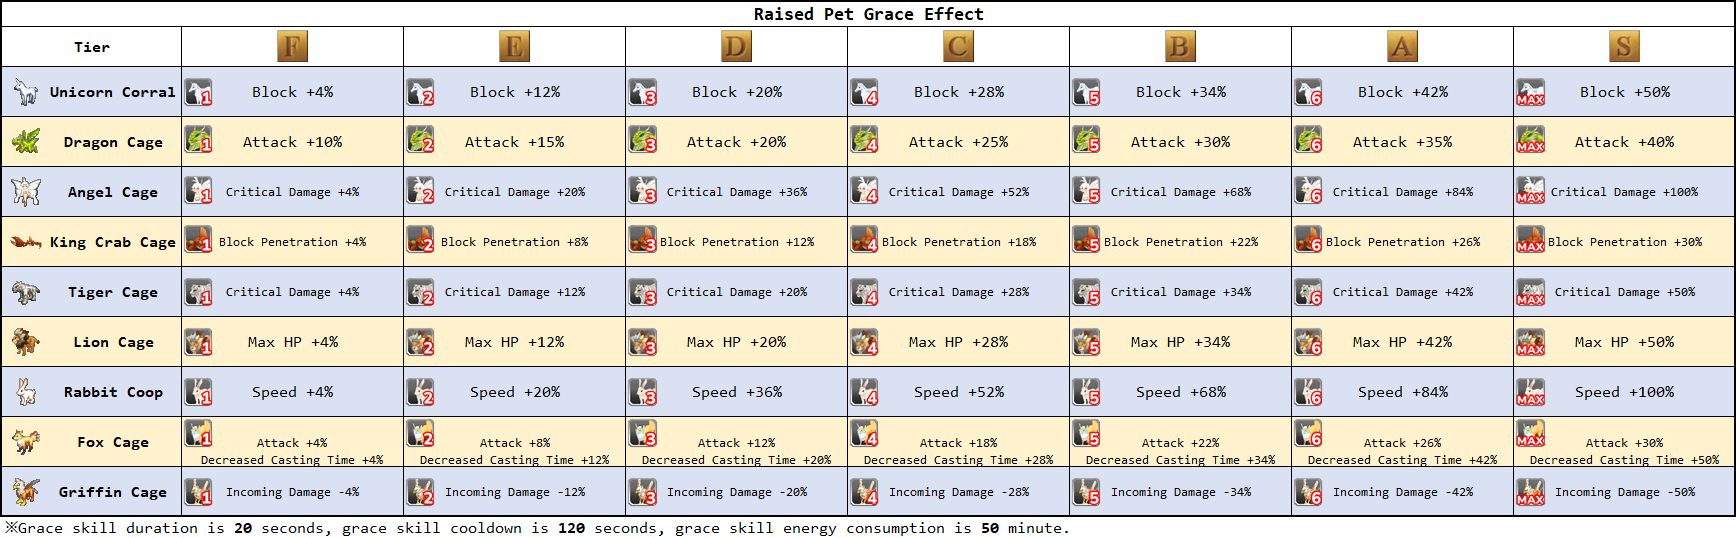 Raised Pet Grace Effect
Tier F E D C B A S
Unicorn Corral 1 Block +4% 2 Block +12% 3 Block +20% 4 Block +28% 5 Block +34% 6 Block +42% MAX Block +50%
Dragon Cage 1 Attack +10% 2 Attack +15% 3 Attack +20% 4 Attack +25% 5 Attack +30% 6 Attack +35% MAX Attack +40%
Angel Cage 1 Critical Damage +4% 2 Critical Damage +20% 3 Critical Damage +36% 4 Critical Damage +52% 5 Critical Damage +68% 6 Critical Damage +84% MAX Critical Damage +100%
King Crab Cage 1 Block Penetration +4% 2 Block Penetration +8% 3 Block Penetration +12% 4 Block Penetration +18% 5 Block Penetration +22% 6 Block Penetration +26% MAX Block Penetration +30%
Tiger Cage 1 Critical Damage +4% 2 Critical Damage +12% 3 Critical Damage +20% 4 Critical Damage +28% 5 Critical Damage +34% 6 Critical Damage +42% MAX Critical Damage +50%
Lion Cage 1 Max HP +4% 2 Max HP +12% 3 Max HP +20% 4 Max HP +28% 5 Max HP +34% 6 Max HP +42% MAX Max HP +50%
Rabbit Coop 1 Speed +4% 2 Speed +20% 3 Speed +36% 4 Speed +52% 5 Speed +68% 6 Speed +84% MAX Speed +100%
Fox Cage 1 Attack +4% 2 Attack +8% 3 Attack +12% 4 Attack +18% 5 Attack +22% 6 Attack +26% MAX Attack +30%
Decreased Casting Time +4% Decreased Casting Time +12% Decreased Casting Time +20% Decreased Casting Time +28% Decreased Casting Time +34% Decreased Casting Time +42% Decreased Casting Time +50%
Griffin Cage 1 Incoming Damage -4% 2 Incoming Damage -12% 3 Incoming Damage -20% 4 Incoming Damage -28% 5 Incoming Damage -34% 6 Incoming Damage -42% MAX Incoming Damage -50%
※Grace skill duration is 20 seconds, grace skill cooldown is 120 seconds, grace skill energy consumption is 50 minute.